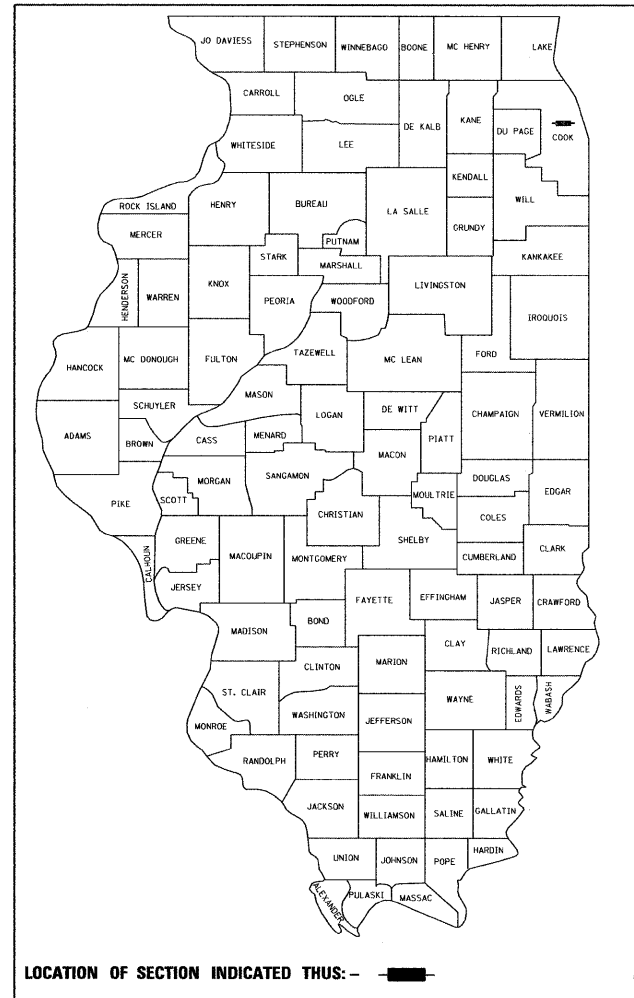 JO DAVIESS
STEPHENSON
WINNEBAGO
BOONE
MC HENRY
LAKE
CARROLL
OGLE
DE KALB
KANE
DU PAGE
COOK
WHITESIDE
LEE
KENDALL
WILL
ROCK ISLAND
HENRY
BUREAU
LA SALLE
GRUNDY
MERCER
PUTNAM
STARK
MARSHALL
KANKAKEE
HENDERSON
WARREN
KNOX
PEORIA
WOODFORD
LIVINGSTON
IROQUOIS
HANCOCK
MC DONOUGH
FULTON
TAZEWELL
MC LEAN
FORD
MASON
SCHUYLER
LOGAN
DE WITT
CHAMPAIGN
VERMILION
ADAMS
BROWN
CASS
MENARD
MACON
PIATT
MORGAN
SANGAMON
DOUGLAS
EDGAR
PIKE
SCOTT
CHRISTIAN
MOULTRIE
COLES
GREENE
MACOUPIN
MONTGOMERY
SHELBY
CUMBERLAND
CLARK
CALHOUN
JERSEY
FAYETTE
EFFINGHAM
JASPER
CRAWFORD
MADISON
BOND
CLAY
RICHLAND
LAWRENCE
CLINTON
MARION
ST. CLAIR
WAYNE
EDWARDS
WABASH
WASHINGTON
JEFFERSON
MONROE
RANDOLPH
PERRY
HAMILTON
WHITE
FRANKLIN
JACKSON
WILLIAMSON
SALINE
GALLATIN
UNION
JOHNSON
POPE
HARDIN
ALEXANDER
PULASKI
MASSAC
LOCATION OF SECTION INDICATED THUS: -